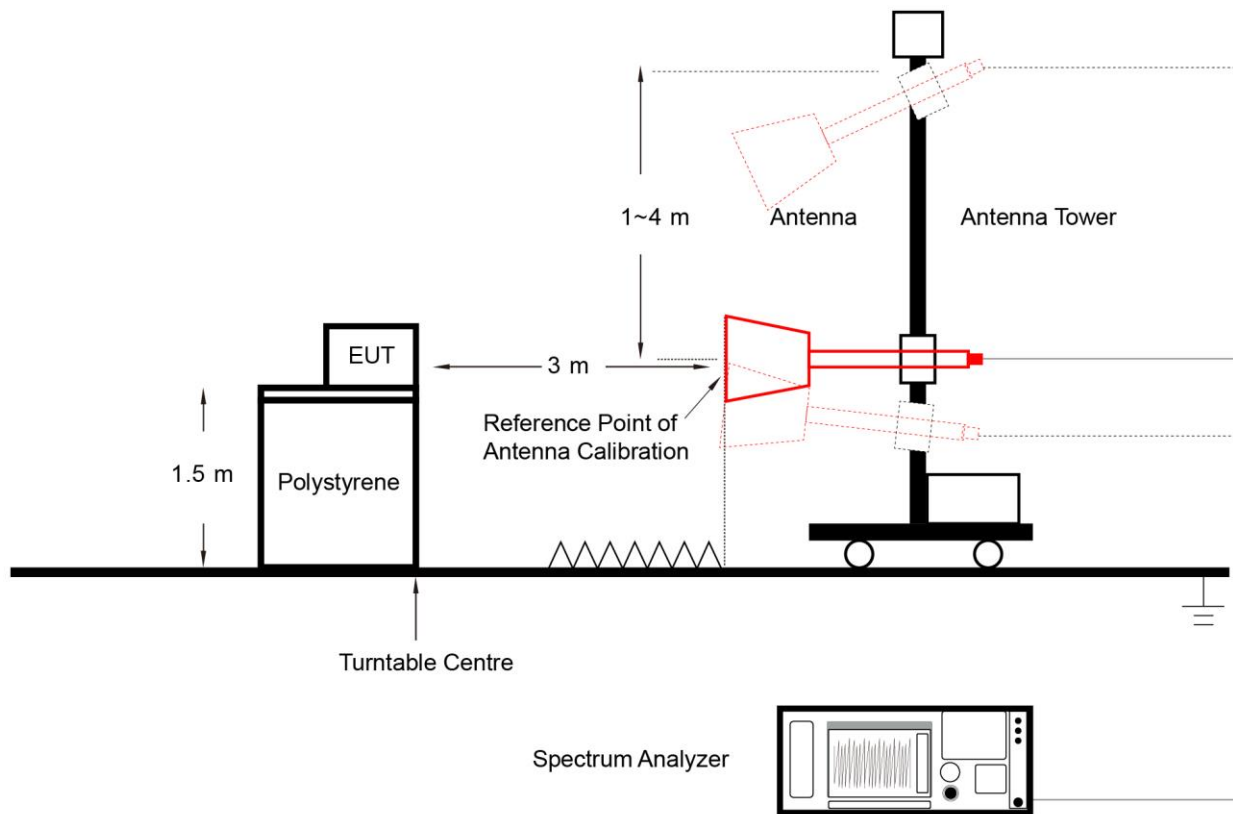 1~4 m
Antenna
Antenna Tower
EUT
3 m
Reference Point of
Antenna Calibration
1.5 m
Polystyrene
Turntable Centre
Spectrum Analyzer